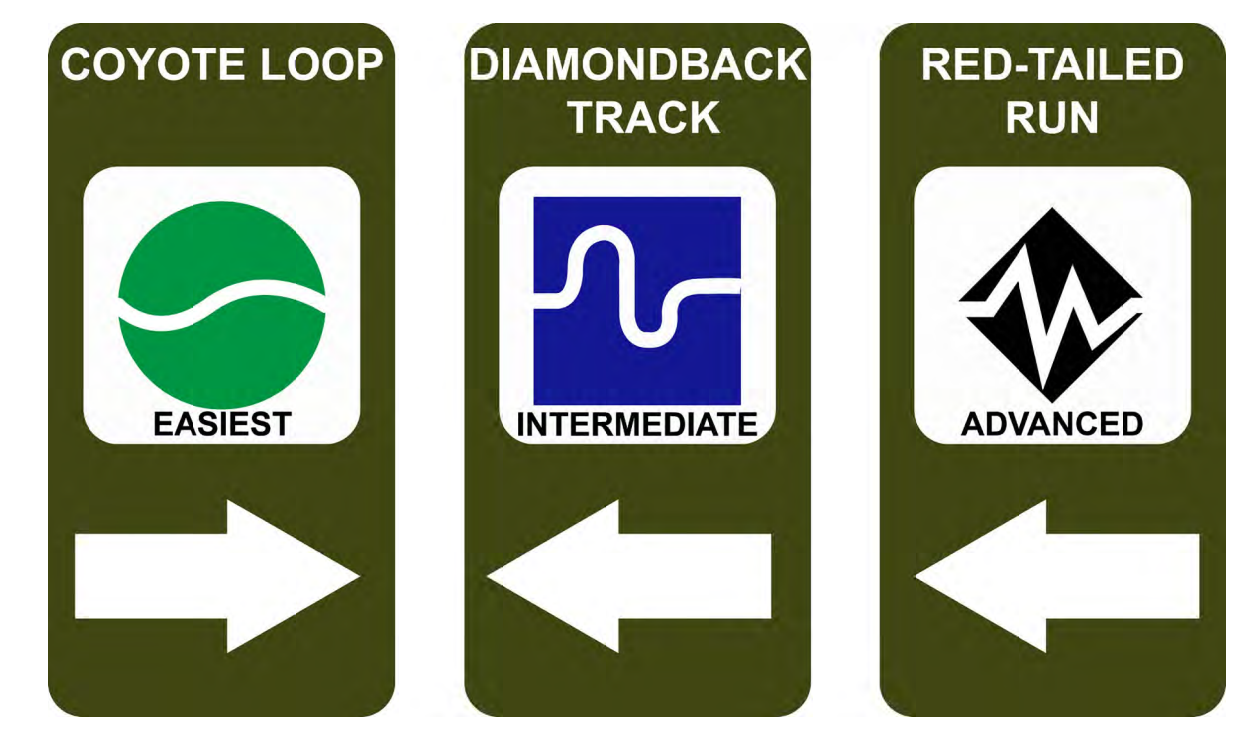 COYOTE LOOP
EASIEST
DIAMONDBACK
TRACK
INTERMEDIATE
RED-TAILED
RUN
ADVANCED